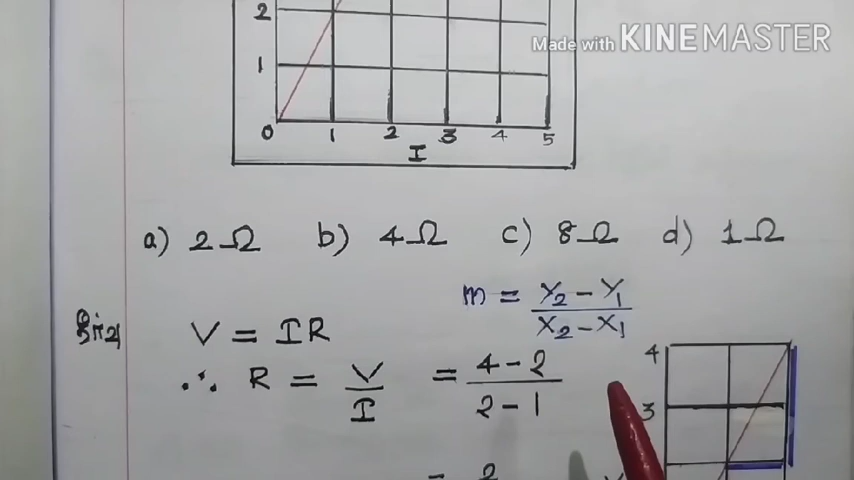 2
Made with KINEMASTER
1
0 1 2 3 4 5
I
a) 2Ω b) 4Ω c) 8Ω d) 1Ω
m = Y₂ - Y₁ / X₂ - X₁
V = IR
∴ R = V / I = 4 - 2 / 2 - 1
4
3
= 2